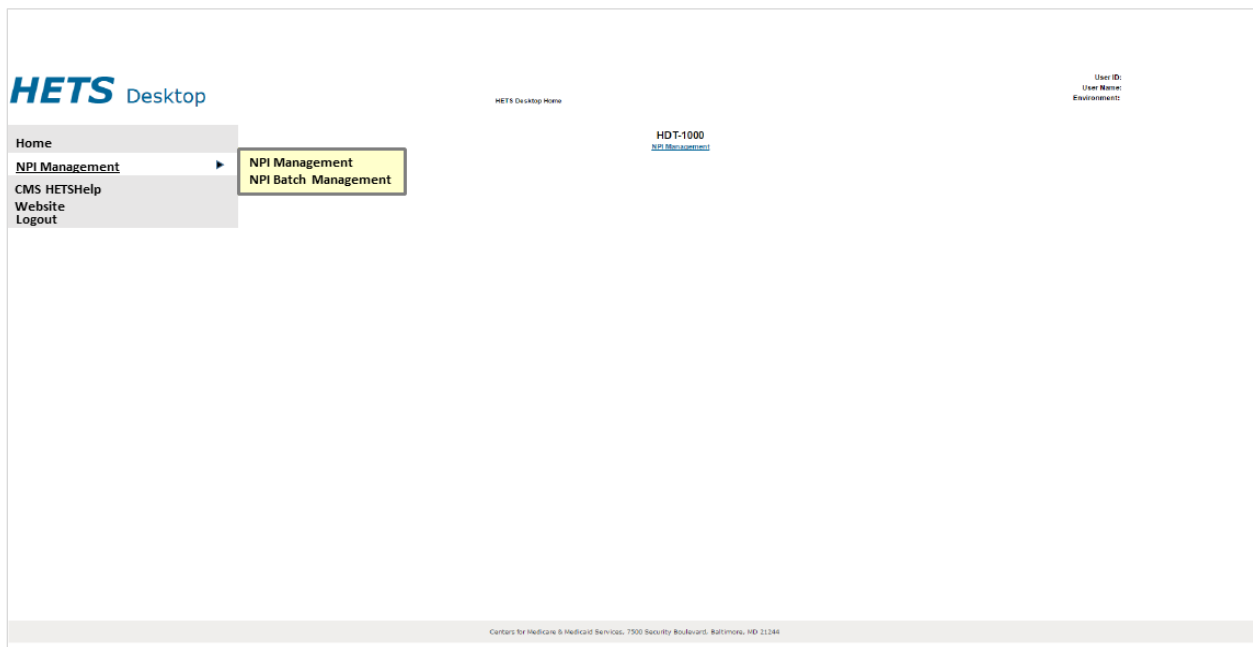 HETS Desktop
HETS Desktop Home
User ID:
User Name:
Environment:
Home
NPI Management
CMS HETSHelp
Website
Logout
NPI Management
NPI Batch Management
HDT-1000
NPI Management
Centers for Medicare & Medicaid Services, 7500 Security Boulevard, Baltimore, MD 21244